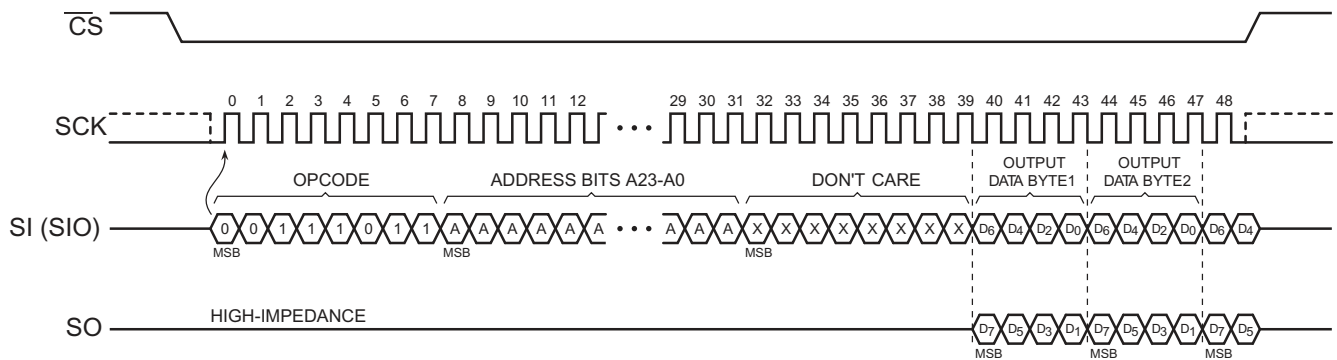 CS
0 1 2 3 4 5 6 7 8 9 10 11 12 29 30 31 32 33 34 35 36 37 38 39 40 41 42 43 44 45 46 47 48
SCK
OPCODE ADDRESS BITS A23-A0 DON'T CARE OUTPUT DATA BYTE1 OUTPUT DATA BYTE2
SI (SIO) 0 0 1 1 1 0 1 1 A A A A A A A A A X X X X X X X X D6 D4 D2 D0 D6 D4 D2 D0 D6 D4
MSB MSB MSB
HIGH-IMPEDANCE
SO D7 D5 D3 D1 D7 D5 D3 D1 D7 D5
MSB MSB MSB